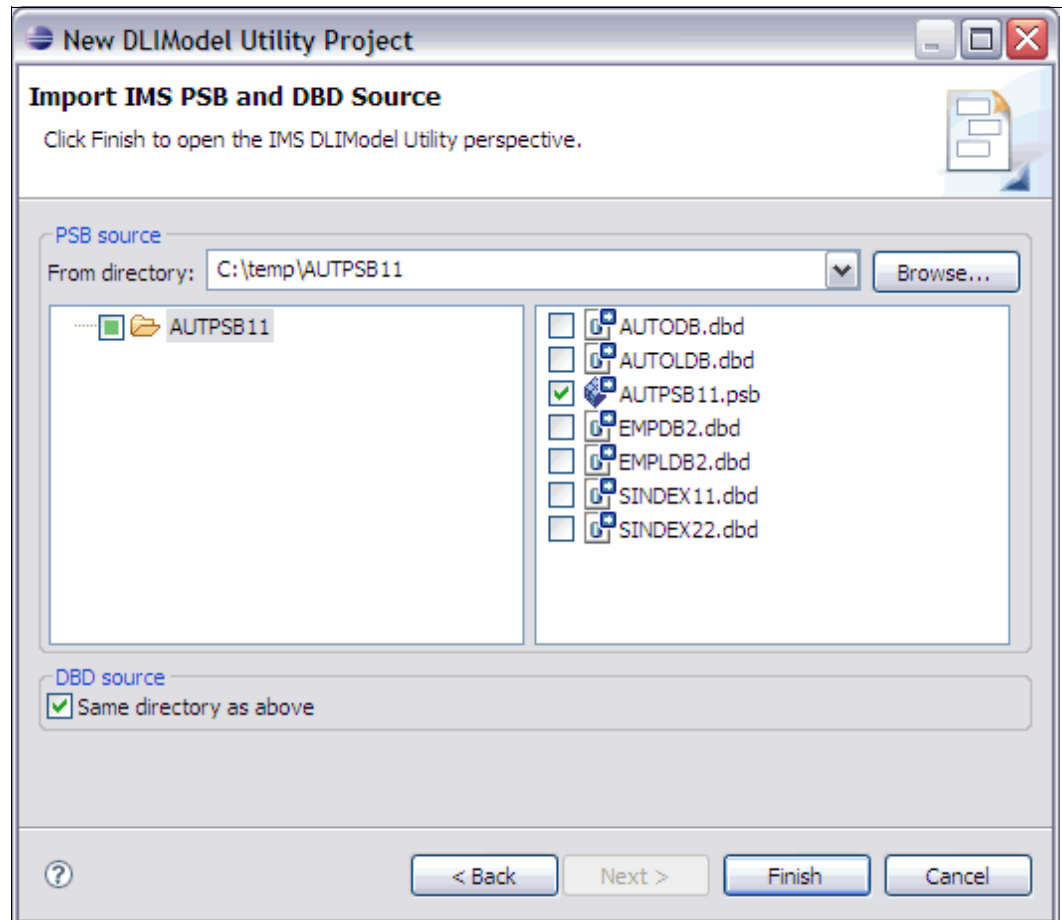 New DLIModel Utility Project
Import IMS PSB and DBD Source
Click Finish to open the IMS DLIModel Utility perspective.
PSB source
From directory: C:\temp\AUTPSB11 Browse...
AUTPSB11
AUTODB.dbd
AUTOLDB.dbd
AUTPSB11.psb
EMPDB2.dbd
EMPLDB2.dbd
SINDEX11.dbd
SINDEX22.dbd
DBD source
Same directory as above
? < Back Next > Finish Cancel